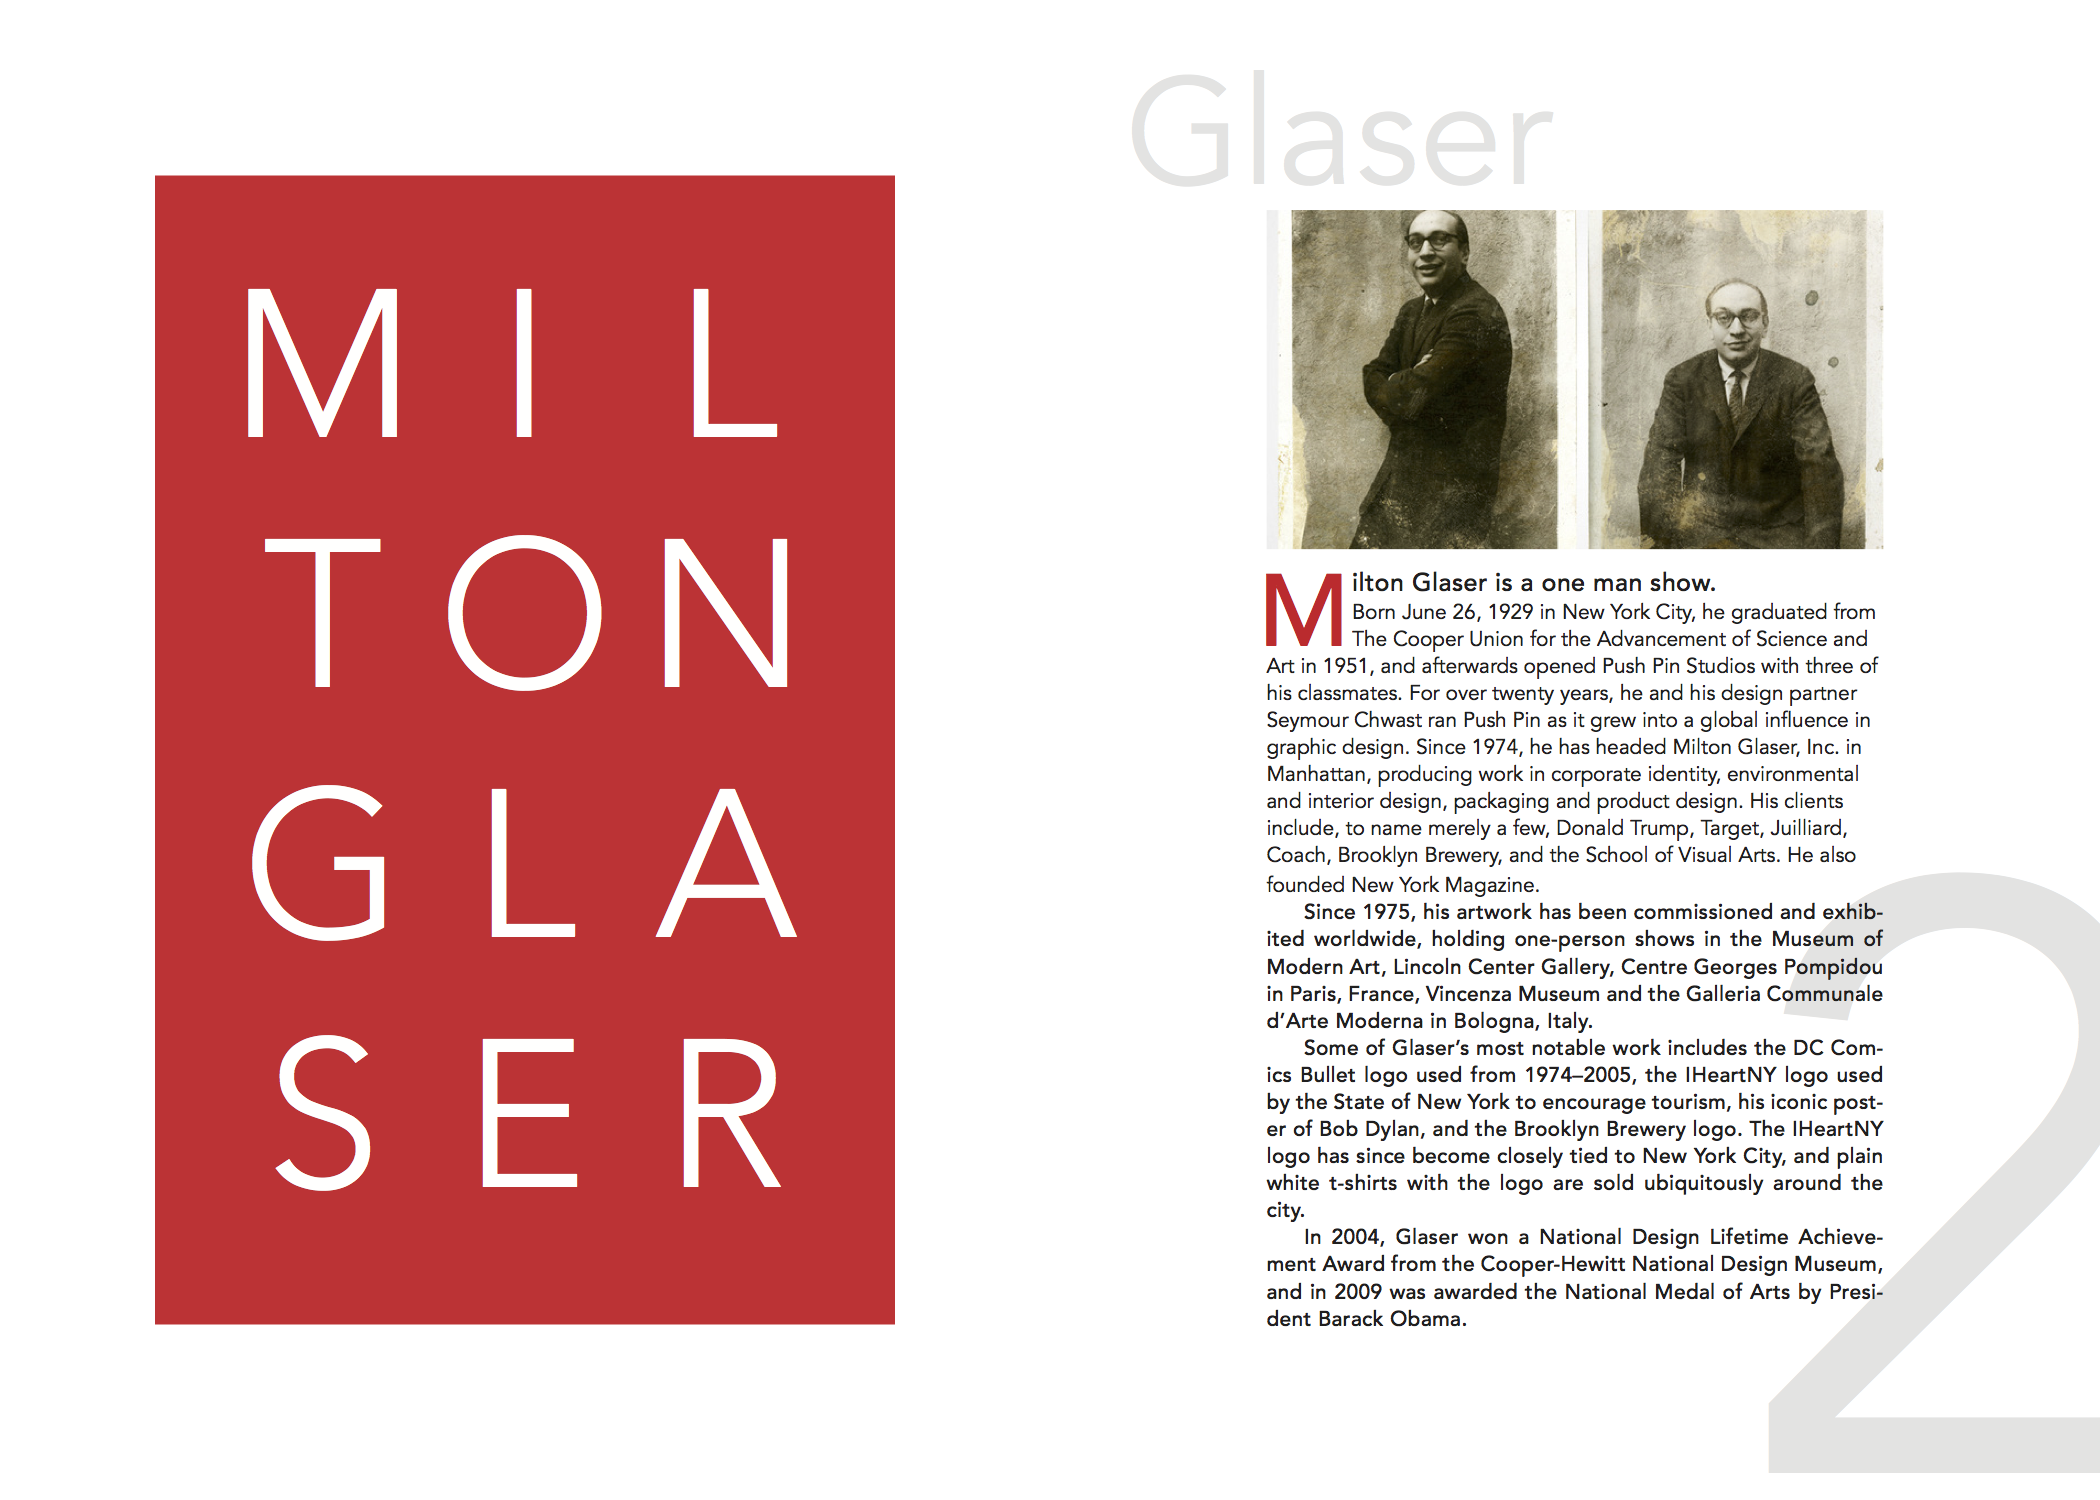 M I L
T O N
G L A
S E R
Glaser
Milton Glaser is a one man show.
Born June 26, 1929 in New York City, he graduated from
The Cooper Union for the Advancement of Science and
Art in 1951, and afterwards opened Push Pin Studios with three of
his classmates. For over twenty years, he and his design partner
Seymour Chwast ran Push Pin as it grew into a global influence in
graphic design. Since 1974, he has headed Milton Glaser, Inc. in
Manhattan, producing work in corporate identity, environmental
and interior design, packaging and product design. His clients
include, to name merely a few, Donald Trump, Target, Juilliard,
Coach, Brooklyn Brewery, and the School of Visual Arts. He also
founded New York Magazine.
Since 1975, his artwork has been commissioned and exhib-
ited worldwide, holding one-person shows in the Museum of
Modern Art, Lincoln Center Gallery, Centre Georges Pompidou
in Paris, France, Vincenza Museum and the Galleria Communale
d'Arte Moderna in Bologna, Italy.
Some of Glaser's most notable work includes the DC Com-
ics Bullet logo used from 1974–2005, the IHeartNY logo used
by the State of New York to encourage tourism, his iconic post-
er of Bob Dylan, and the Brooklyn Brewery logo. The IHeartNY
logo has since become closely tied to New York City, and plain
white t-shirts with the logo are sold ubiquitously around the
city.
In 2004, Glaser won a National Design Lifetime Achieve-
ment Award from the Cooper-Hewitt National Design Museum,
and in 2009 was awarded the National Medal of Arts by Presi-
dent Barack Obama.
2